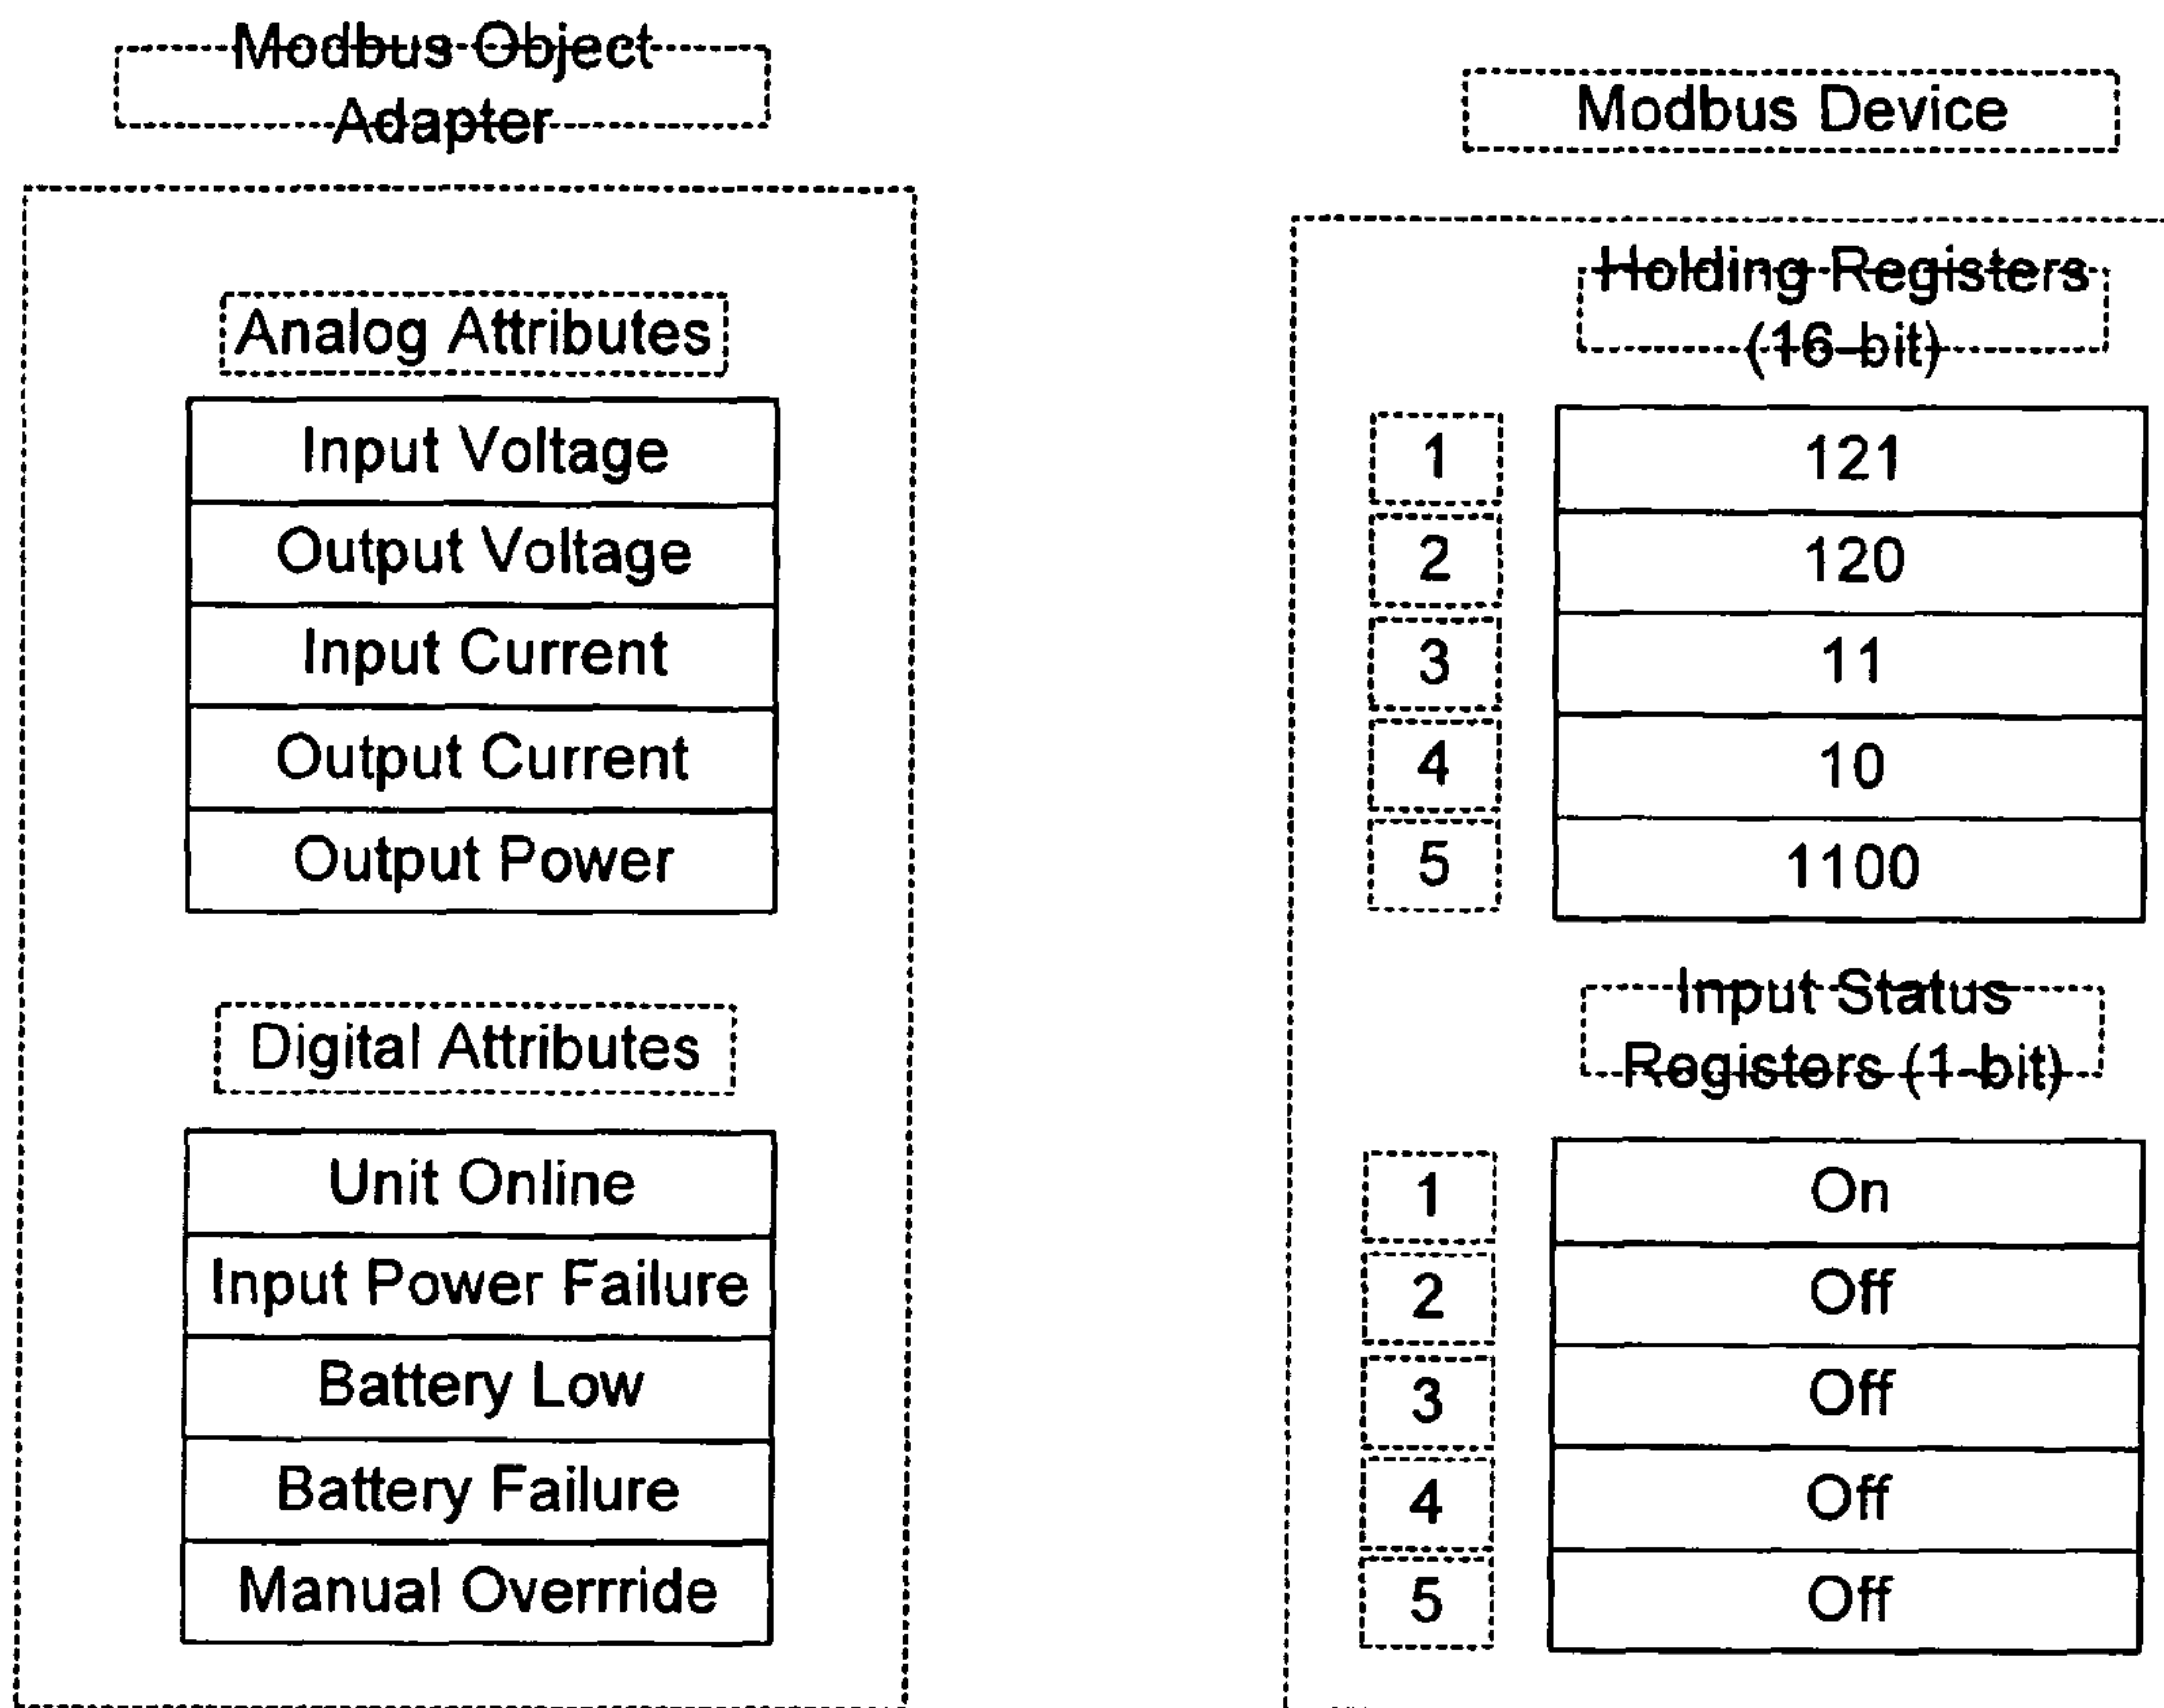 Modbus Object
Adapter
Analog Attributes
Input Voltage
Output Voltage
Input Current
Output Current
Output Power
Digital Attributes
Unit Online
Input Power Failure
Battery Low
Battery Failure
Manual Overrride
Modbus Device
Holding Registers
(16-bit)
1 121
2 120
3 11
4 10
5 1100
Input Status
Registers (1-bit)
1 On
2 Off
3 Off
4 Off
5 Off